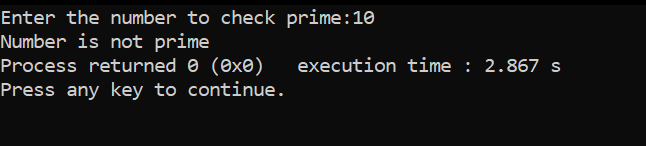 Enter the number to check prime:10
Number is not prime
Process returned 0 (0x0)   execution time : 2.867 s
Press any key to continue.